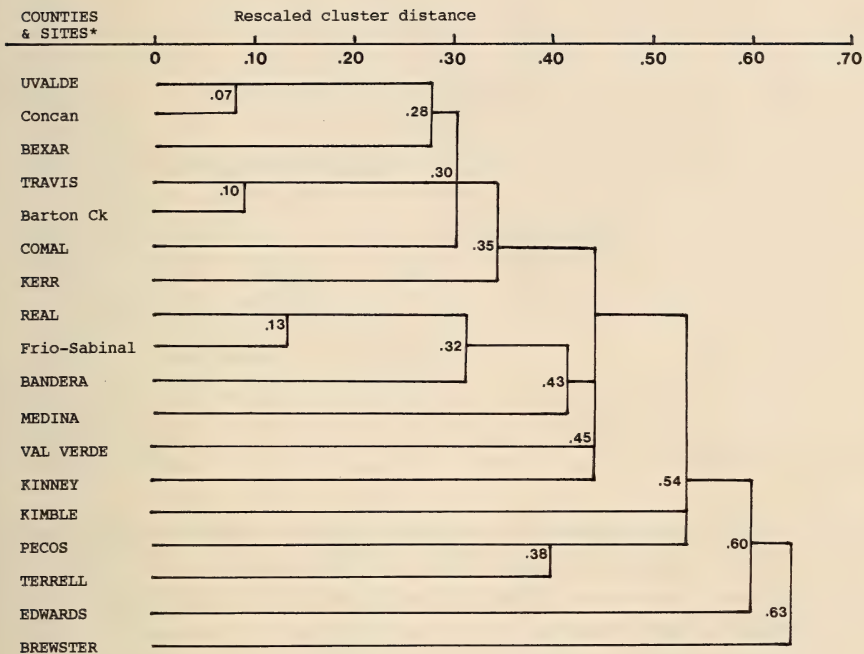 COUNTIES & SITES*
Rescaled cluster distance
0 .10 .20 .30 .40 .50 .60 .70
UVALDE
.07
Concan
.28
BEXAR
TRAVIS
.30
.10
Barton Ck
COMAL
.35
KERR
REAL
.13
Frio-Sabinal
.32
BANDERA
.43
MEDINA
.45
VAL VERDE
KINNEY
.54
KIMBLE
PECOS
.38
.60
TERRELL
EDWARDS
.63
BREWSTER